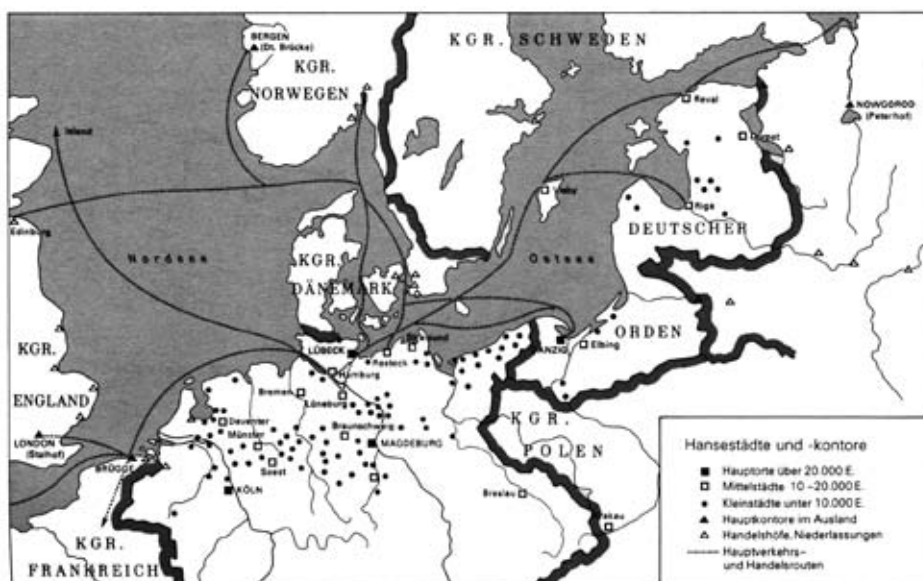 BERGEN
(Dt. Brücke)
KGR. SCHWEDEN
KGR.
NORWEGEN
Island
Reval
NOWGOROD
(Peterhof)
Visby
Riga
Edinburg
DEUTSCHER
Nordsee
KGR.
DÄNEMARK
Ostsee
ORDEN
LÜBECK
Rostock
DANZIG
Elbing
KGR.
ENGLAND
Hamburg
Bremen
Lüneburg
LONDON
(Stalhof)
Deventer
Münster
Braunschweig
MAGDEBURG
KGR.
POLEN
BRÜGGE
Soest
KÖLN
Breslau
Krakau
KGR.
FRANKREICH
Hansestädte und -kontore
Hauptorte über 20.000 E.
Mittelstädte 10-20.000 E.
Kleinstädte unter 10.000 E.
Hauptkontore im Ausland
Handelshöfe, Niederlassungen
Hauptverkehrs-
und Handelsrouten